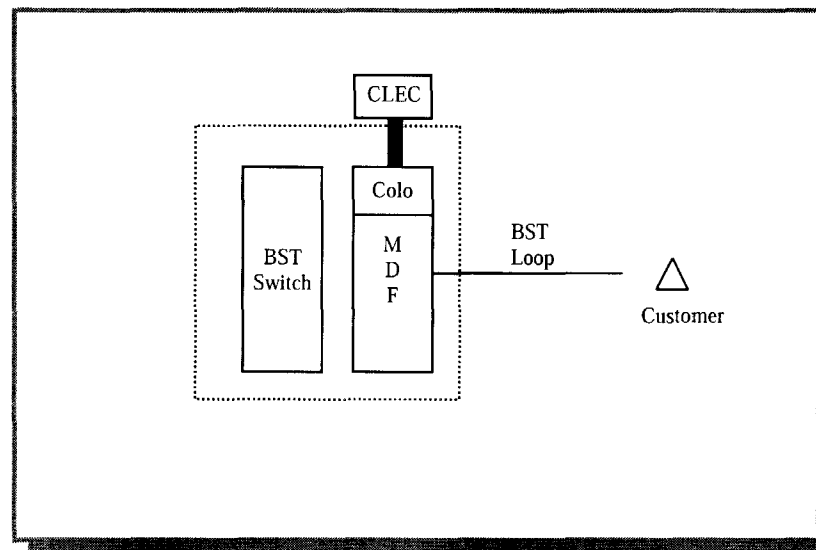 CLEC
Colo
BST
Switch
M
D
F
BST
Loop
Customer